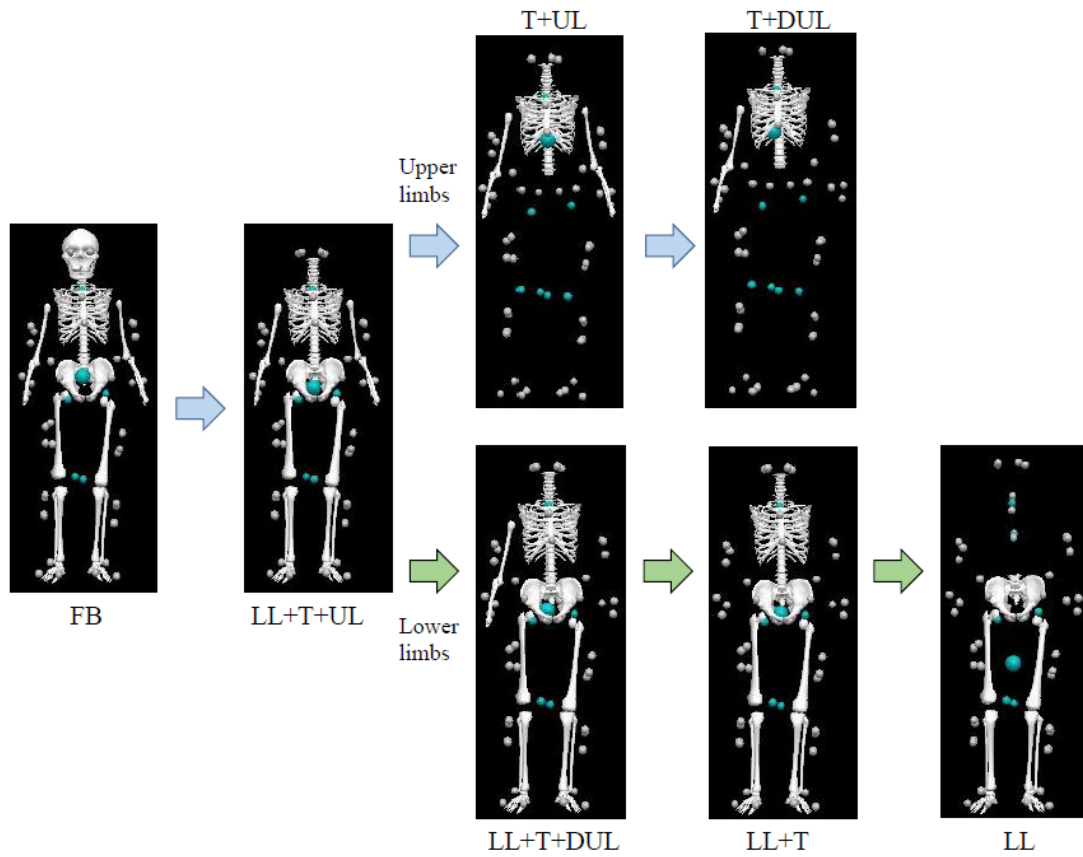 T+UL
T+DUL
Upper
limbs
FB
LL+T+UL
Lower
limbs
LL+T+DUL
LL+T
LL